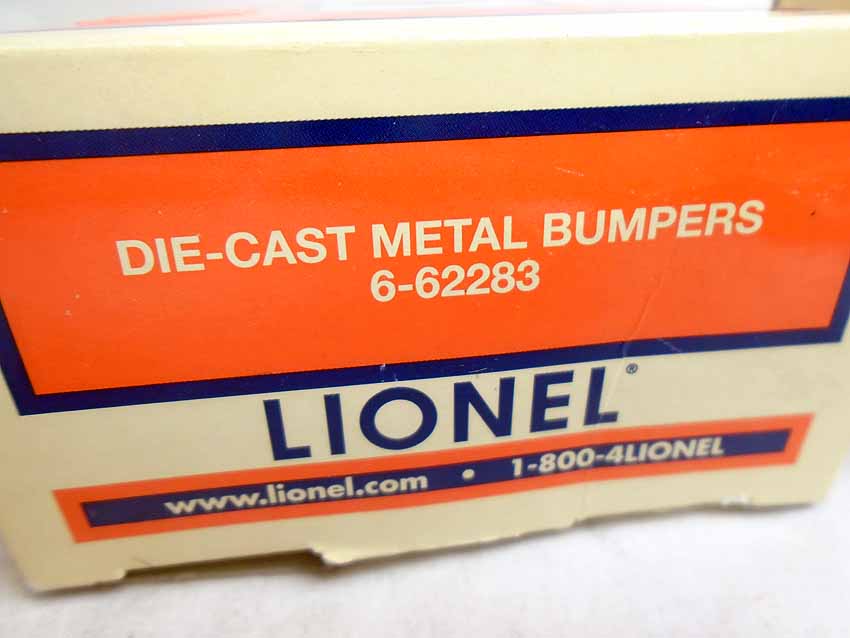 DIE-CAST METAL BUMPERS
6-62283
LIONEL®
www.lionel.com • 1-800-4LIONEL